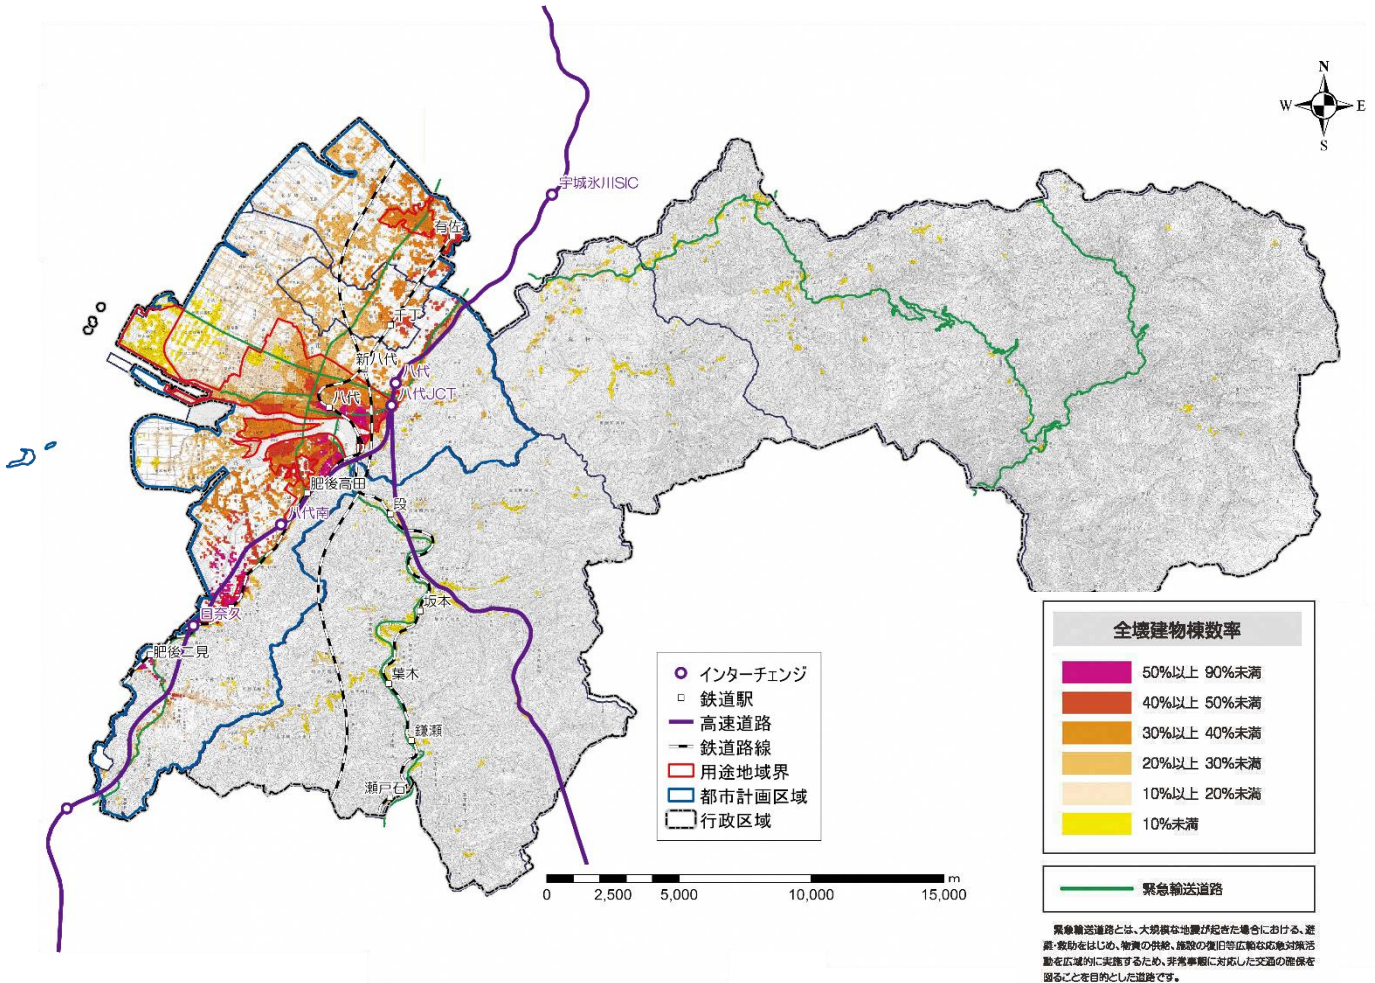 N
W E
S
宇城氷川SIC
有佐
千丁
新八代
八代
八代
八代JCT
肥後高田
段
八代南
坂本
日奈久
肥後二見
葉木
鎌瀬
瀬戸石
インターチェンジ
鉄道駅
高速道路
鉄道路線
用途地域界
都市計画区域
行政区域
0 2,500 5,000 10,000 15,000 m
全壊建物棟数率
50%以上 90%未満
40%以上 50%未満
30%以上 40%未満
20%以上 30%未満
10%以上 20%未満
10%未満
緊急輸送道路
緊急輸送道路とは、大規模な地震が起きた場合における、避
難・救助をはじめ、物資の供給、施設の復旧等広範な応急対策活
動を広域的に実施するため、非常事態に対応した交通の確保を
図ることを目的とした道路です。